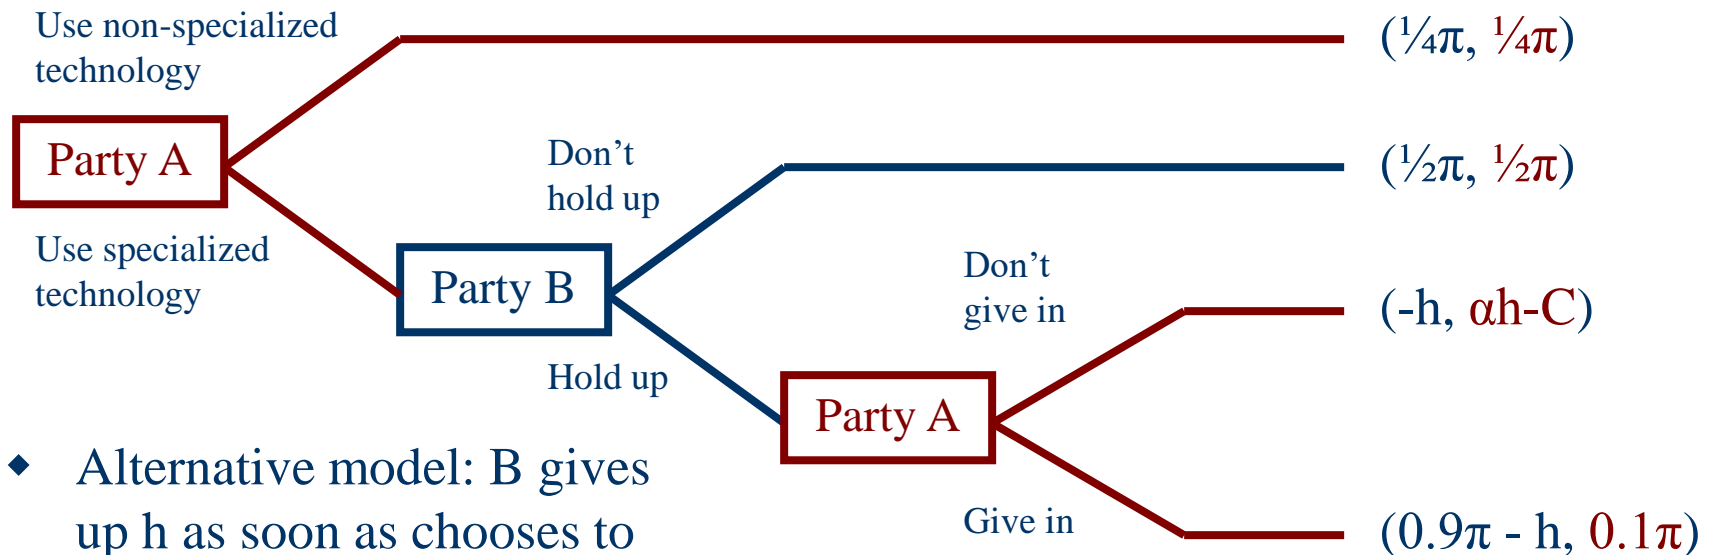 Use non-specialized
technology
(¼π, ¼π)
Party A
Don’t
hold up
(½π, ½π)
Use specialized
technology
Party B
Don’t
give in
(-h, αh-C)
Hold up
Party A
◆ Alternative model: B gives
up h as soon as chooses to
Give in
(0.9π - h, 0.1π)